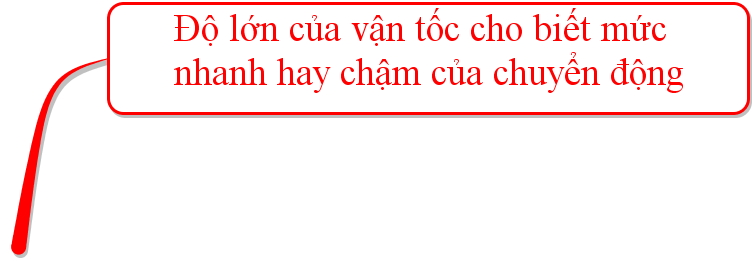 Độ lớn của vận tốc cho biết mức
nhanh hay chậm của chuyển động